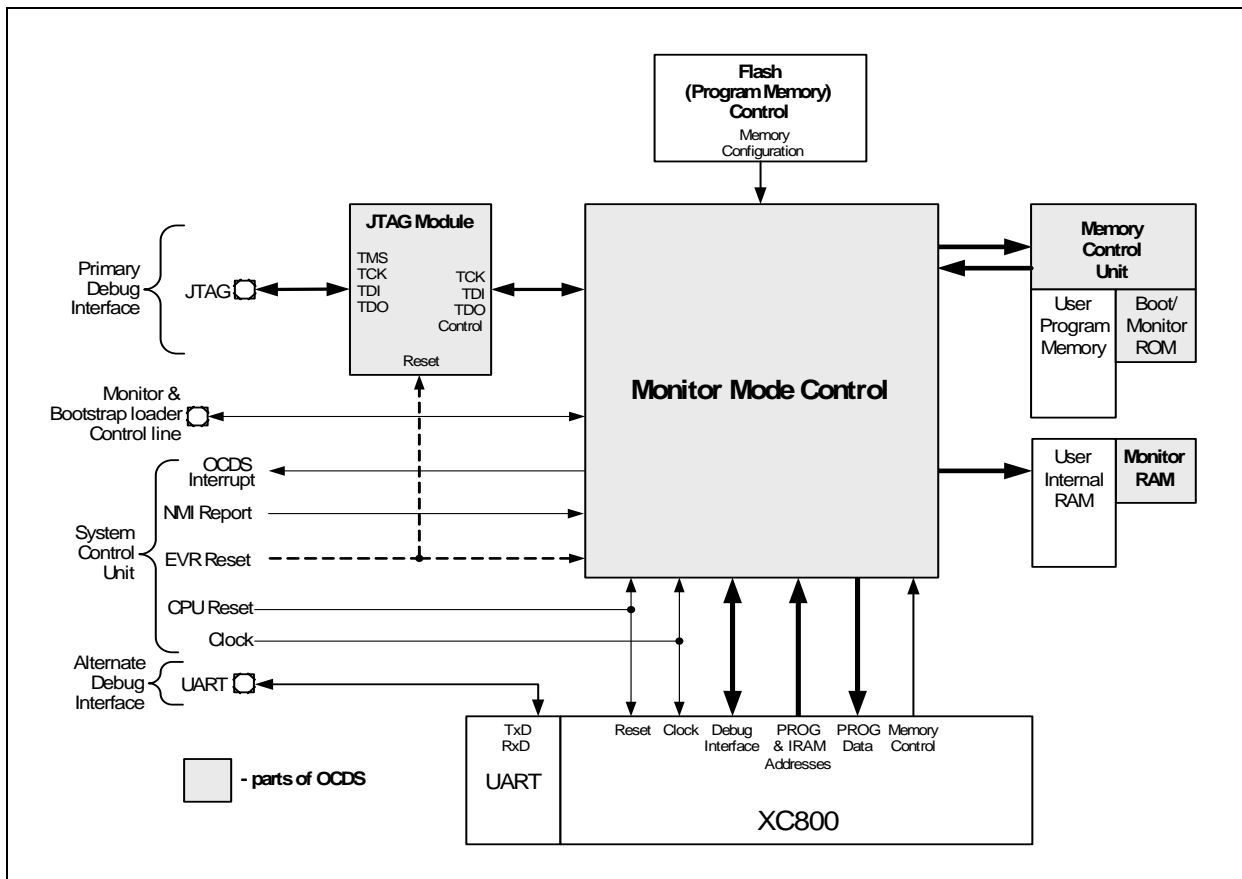 Flash
(Program Memory)
Control
Memory
Configuration
JTAG Module
TMS
TCK
TDI
TDO
TCK
TDI
TDO
Control
Reset
Primary
Debug
Interface
JTAG
Monitor Mode Control
Memory
Control
Unit
User
Program
Memory
Boot/
Monitor
ROM
Monitor &
Bootstrap loader
Control line
User
Internal
RAM
Monitor
RAM
System
Control
Unit
OCDS
Interrupt
NMI Report
EVR Reset
CPU Reset
Clock
Alternate
Debug
Interface
UART
TxD
RxD
UART
Reset
Clock
Debug
Interface
PROG
& IRAM
Addresses
PROG
Data
Memory
Control
XC800
- parts of OCDS